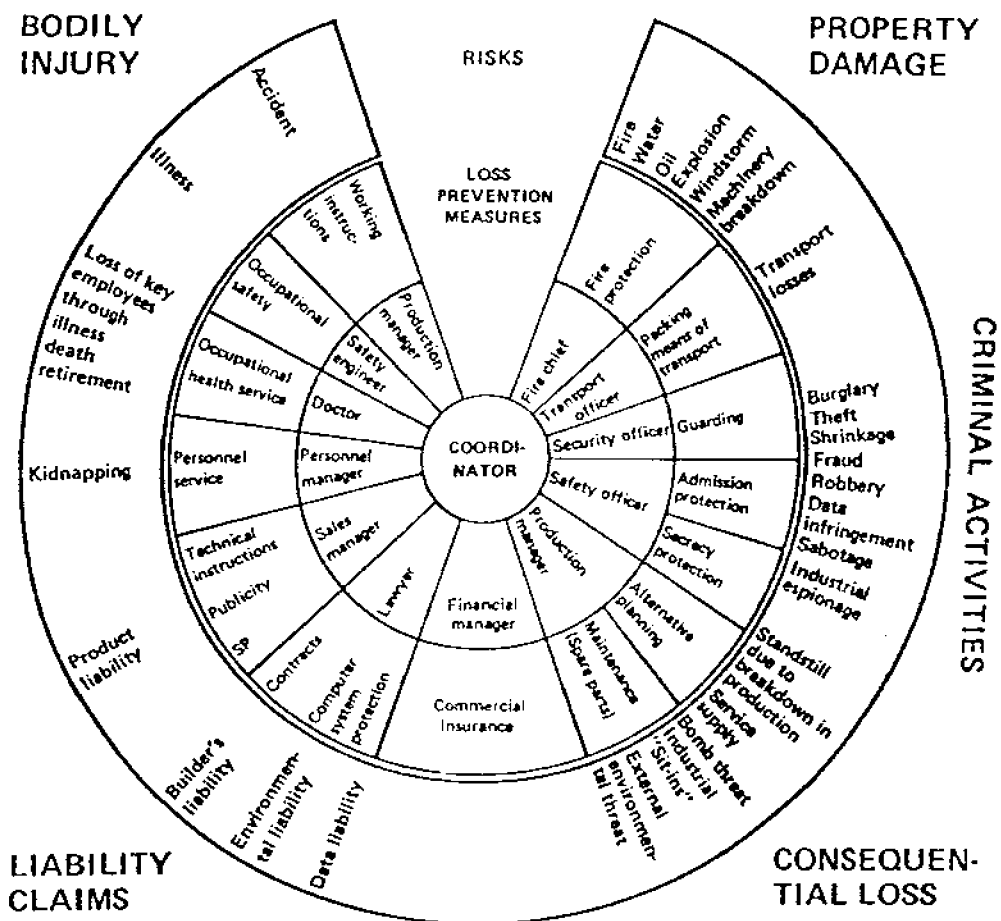 BODILY
INJURY
RISKS
PROPERTY
DAMAGE
LOSS
PREVENTION
MEASURES
CRIMINAL ACTIVITIES
CONSEQUEN-
TIAL LOSS
LIABILITY
CLAIMS
COORDI-
NATOR
Accident
Illness
Loss of key
employees
through
illness
death
retirement
Kidnapping
Product
liability
Builder's
liability
Environmen-
tal liability
Data liability
Fire
Water
Oil
Explosion
Windstorm
Machinery
breakdown
Transport
losses
Burglary
Theft
Shrinkage
Fraud
Robbery
Data
infringement
Sabotage
Industrial
espionage
Standstill
due to
breakdown in
production
Service
supply
Bomb threat
Industrial
"Sit-ins"
External
environmen-
tal threat
Working
instruc-
tions
Occupational
safety
Occupational
health service
Personnel
service
Technical
instructions
Publicity
SP
Contracts
Computer
system
protection
Commercial
Insurance
Maintenance
(Spare parts)
Alternative
planning
Secrecy
protection
Admission
protection
Guarding
Packing
means of
transport
Fire
protection
Production
manager
Safety
engineer
Doctor
Personnel
manager
Sales
manager
Lawyer
Financial
manager
Production
manager
Safety officer
Security officer
Transport
officer
Fire chief